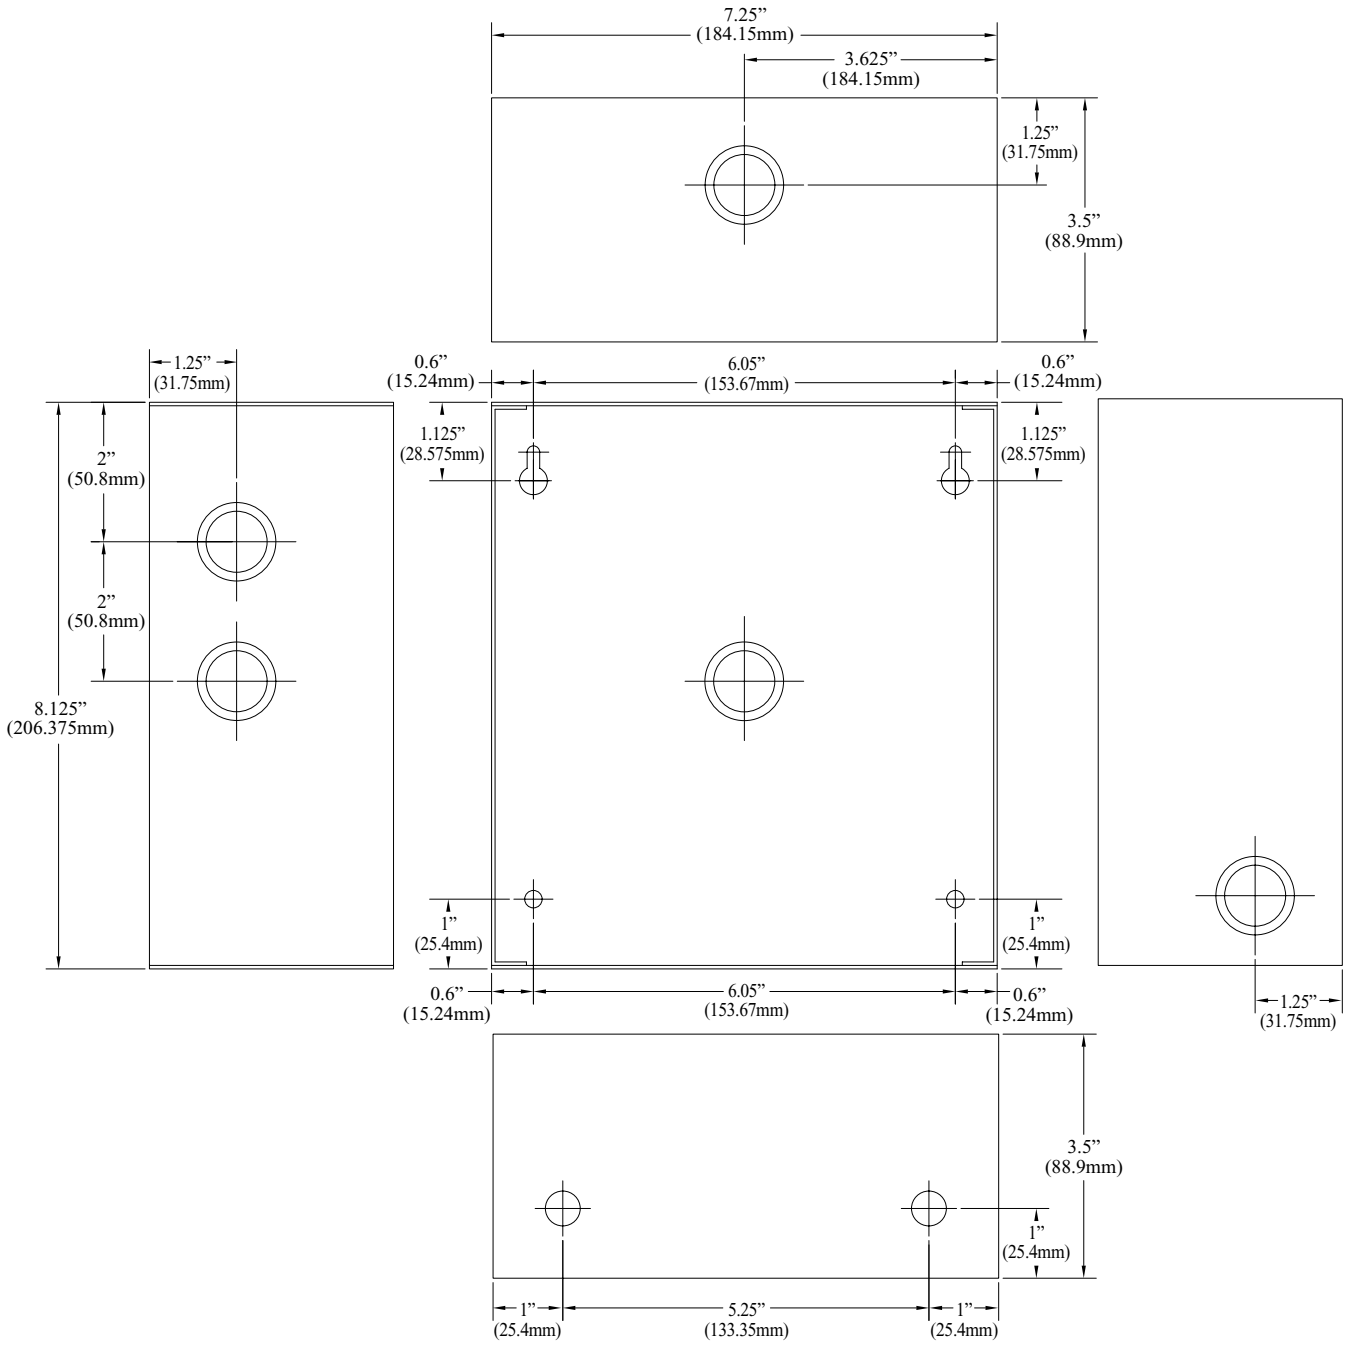 7.25”
(184.15mm)
3.625”
(184.15mm)
1.25”
(31.75mm)
3.5”
(88.9mm)
1.25”
(31.75mm)
0.6”
(15.24mm)
6.05”
(153.67mm)
0.6”
(15.24mm)
2”
(50.8mm)
1.125”
(28.575mm)
1.125”
(28.575mm)
2”
(50.8mm)
8.125”
(206.375mm)
1”
(25.4mm)
1”
(25.4mm)
0.6”
(15.24mm)
6.05”
(153.67mm)
0.6”
(15.24mm)
1.25”
(31.75mm)
3.5”
(88.9mm)
1”
(25.4mm)
1”
(25.4mm)
5.25”
(133.35mm)
1”
(25.4mm)